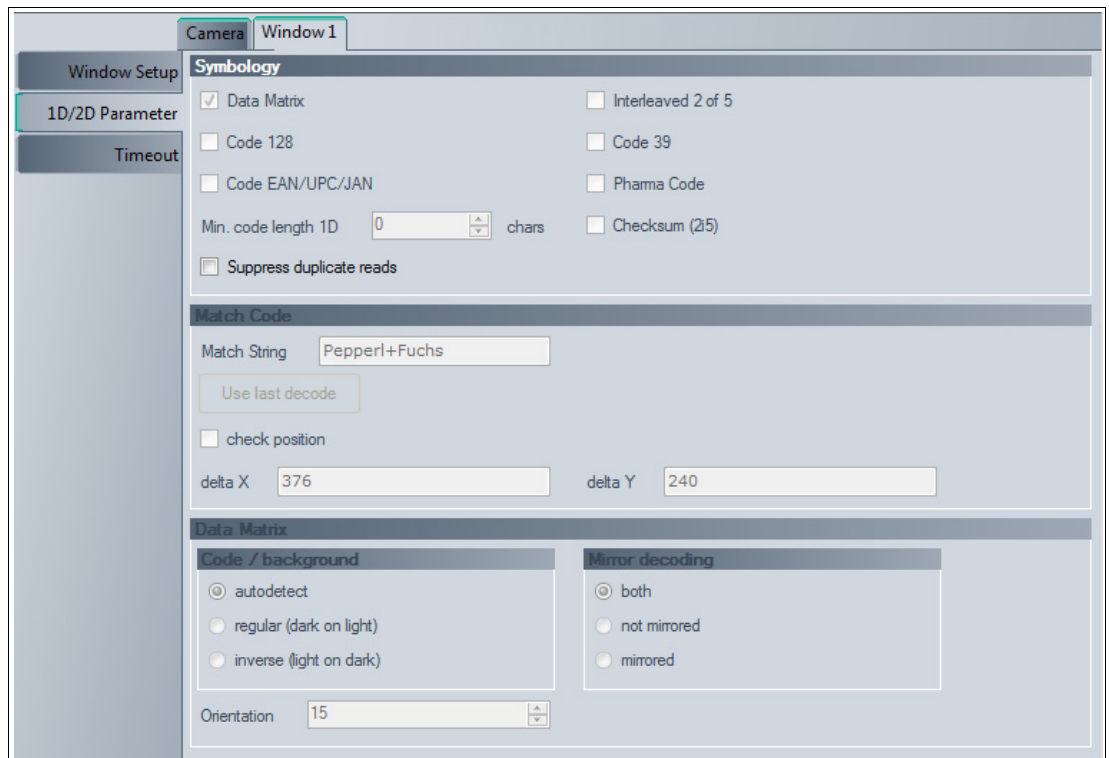 Camera Window 1
Window Setup
1D/2D Parameter
Timeout
Symbology
Data Matrix Interleaved 2 of 5
Code 128 Code 39
Code EAN/UPC/JAN Pharma Code
Min. code length 1D 0 chars Checksum (2i5)
Suppress duplicate reads
Match Code
Match String Pepperl+Fuchs
Use last decode
check position
delta X 376 delta Y 240
Data Matrix
Code / background Mirror decoding
autodetect both
regular (dark on light) not mirrored
inverse (light on dark) mirrored
Orientation 15